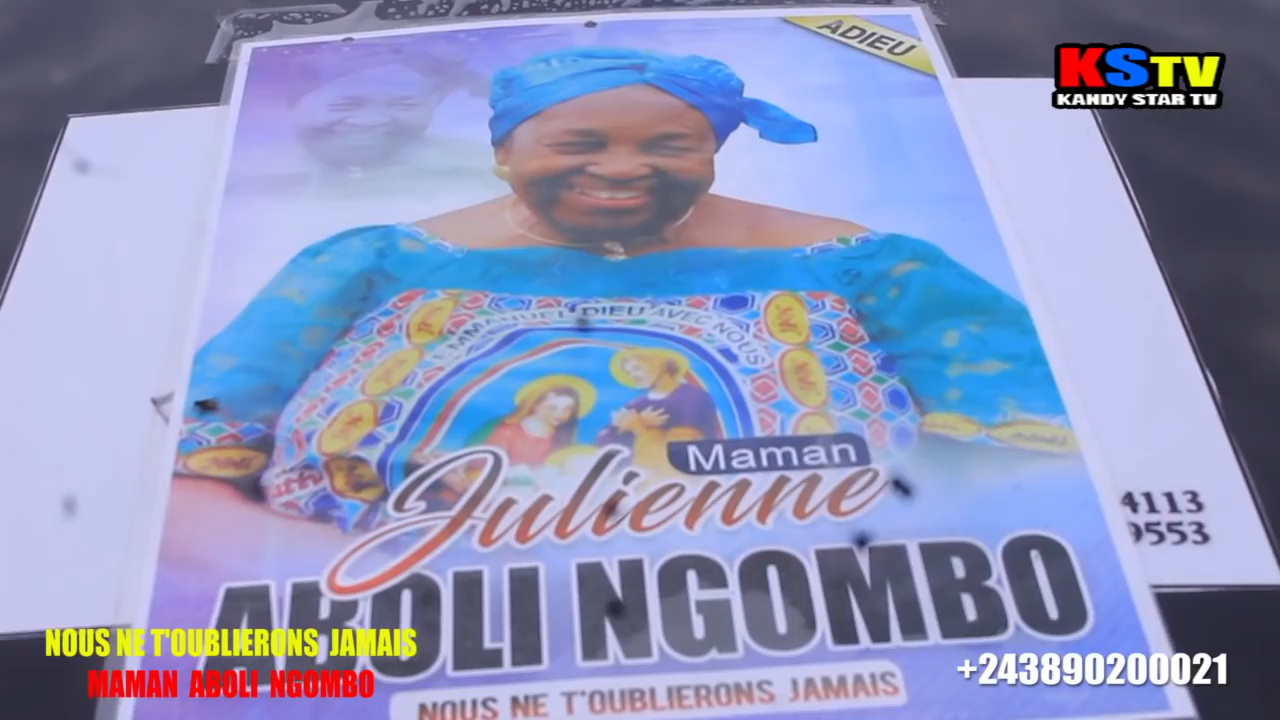 ADIEU
KSTV
KANDY STAR TV
EMMANUEL DIEU AVEC NOUS
Maman
Julienne
ABOLI NGOMBO
4113
9553
NOUS NE T'OUBLIERONS JAMAIS
NOUS NE T'OUBLIERONS JAMAIS
MAMAN ABOLI NGOMBO
+243890200021